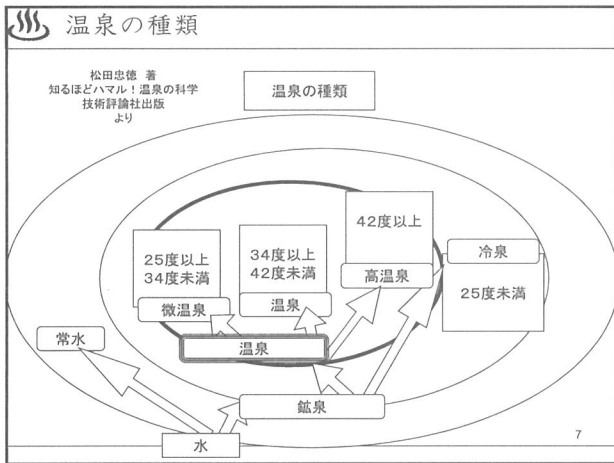 温泉の種類
松田忠徳 著
知るほどハマル！温泉の科学
技術評論社出版
より
温泉の種類
42度以上
高温泉
34度以上
42度未満
温泉
25度以上
34度未満
微温泉
冷泉
25度未満
常水
温泉
鉱泉
水
7